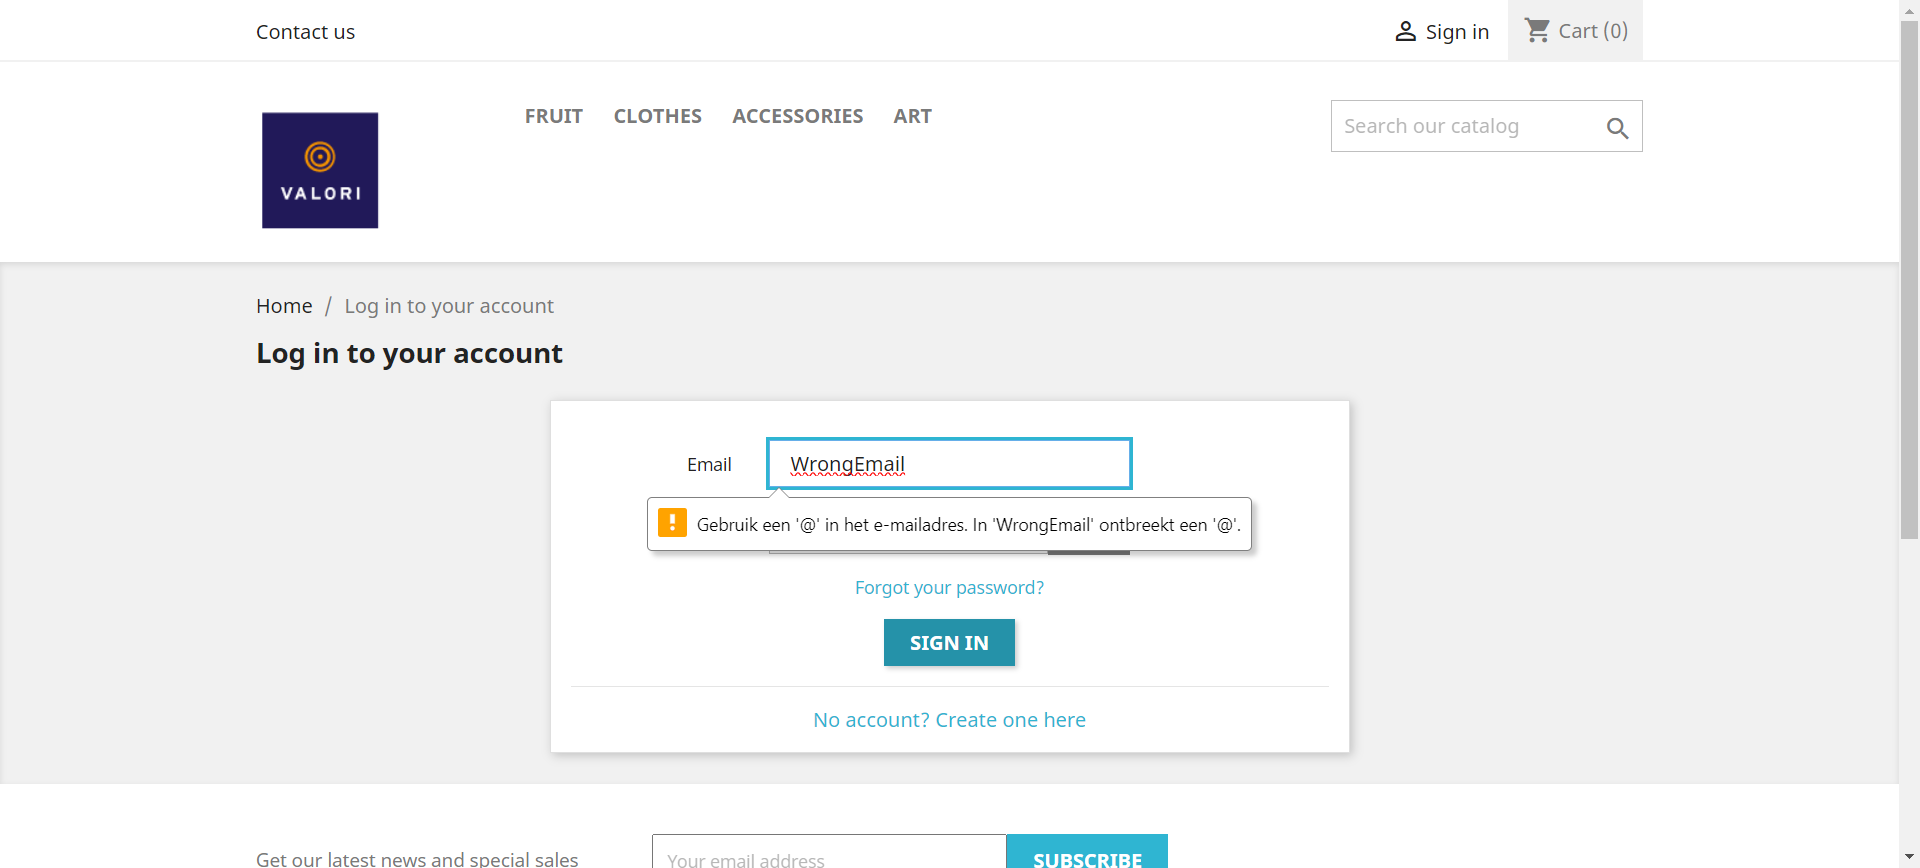 Contact us
Sign in
Cart (0)
VALORI
FRUIT
CLOTHES
ACCESSORIES
ART
Search our catalog
Home / Log in to your account
Log in to your account
Email
WrongEmail
Gebruik een '@' in het e-mailadres. In 'WrongEmail' ontbreekt een '@'.
Forgot your password?
SIGN IN
No account? Create one here
Get our latest news and special sales
Your email address
SUBSCRIBE